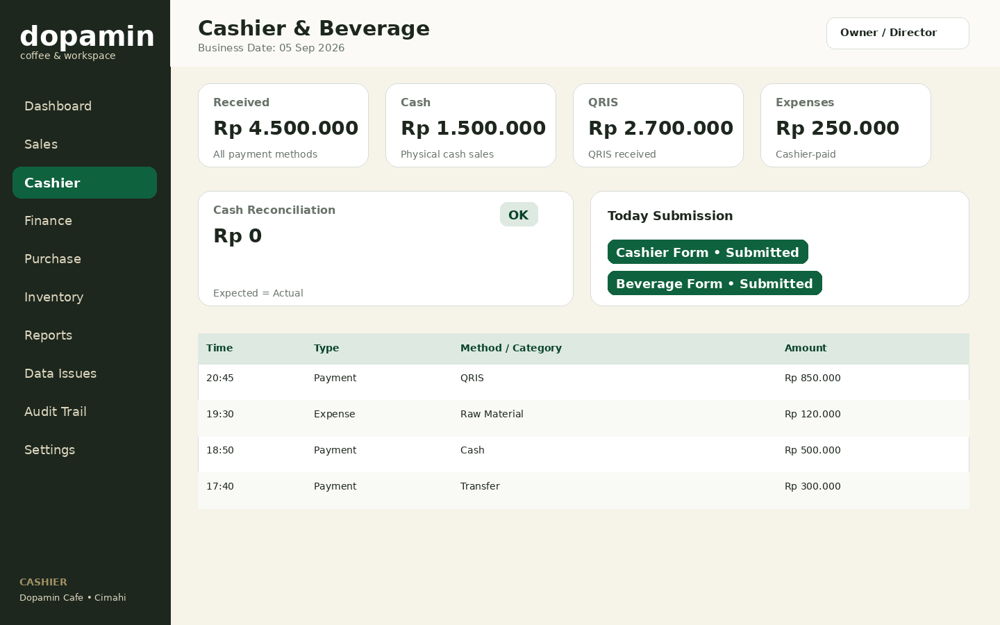 dopamin
coffee & workspace
Dashboard
Sales
Cashier
Finance
Purchase
Inventory
Reports
Data Issues
Audit Trail
Settings
CASHIER
Dopamin Cafe • Cimahi
Cashier & Beverage
Business Date: 05 Sep 2026
Owner / Director
Received
Rp 4.500.000
All payment methods
Cash
Rp 1.500.000
Physical cash sales
QRIS
Rp 2.700.000
QRIS received
Expenses
Rp 250.000
Cashier-paid
Cash Reconciliation
OK
Rp 0
Expected = Actual
Today Submission
Cashier Form • Submitted
Beverage Form • Submitted
Time Type Method / Category Amount
20:45 Payment QRIS Rp 850.000
19:30 Expense Raw Material Rp 120.000
18:50 Payment Cash Rp 500.000
17:40 Payment Transfer Rp 300.000